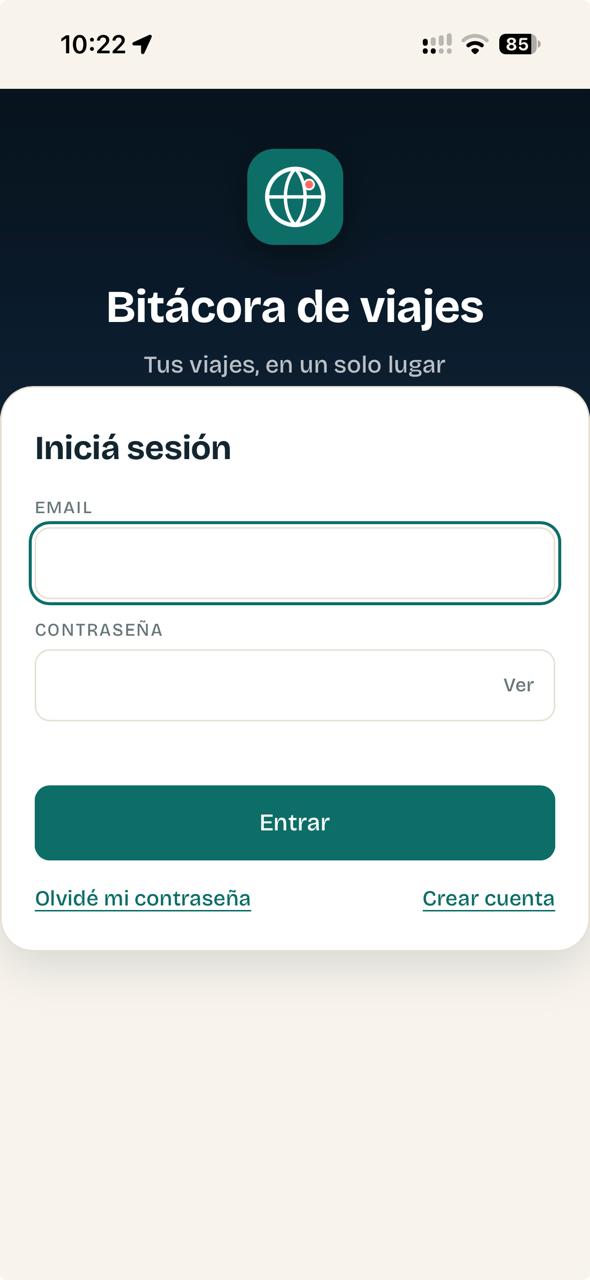 10:22
85
Bitácora de viajes
Tus viajes, en un solo lugar
Iniciá sesión
EMAIL
CONTRASEÑA
Ver
Entrar
Olvidé mi contraseña
Crear cuenta